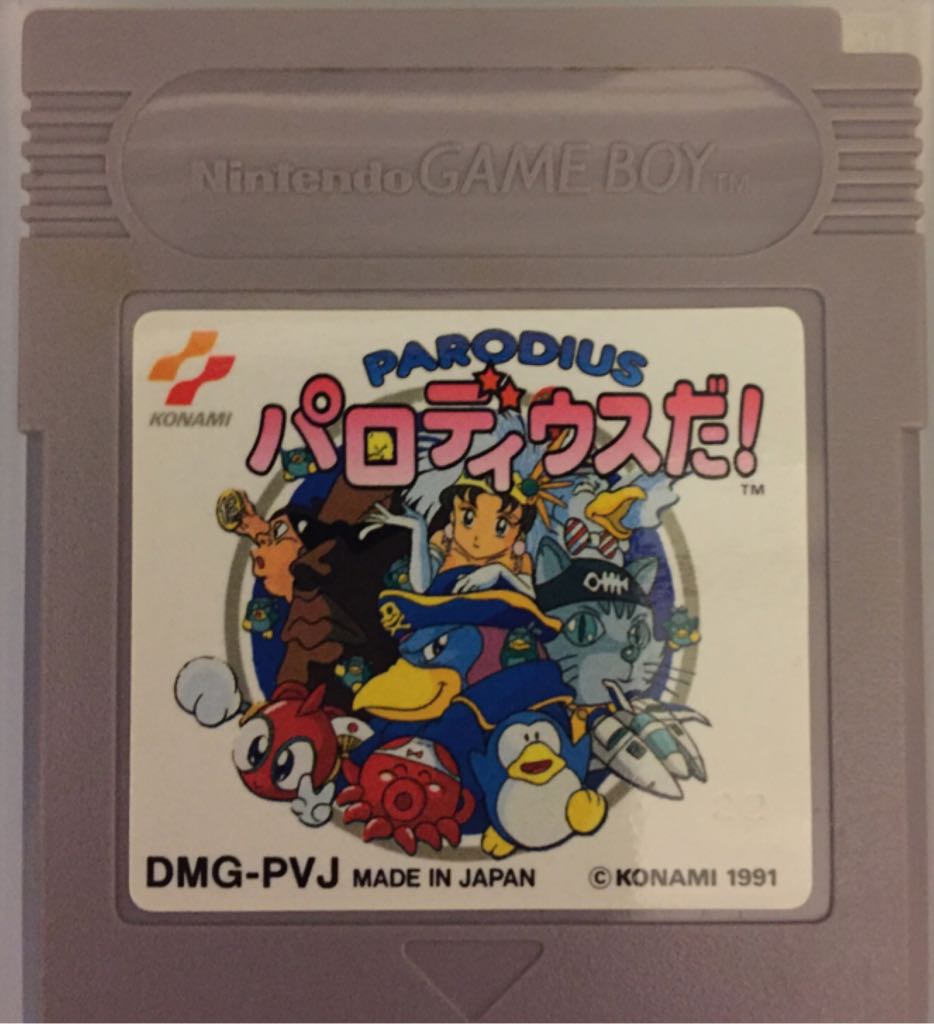 Nintendo GAME BOY TM
KONAMI
PARODIUS
パロディウスだ!
TM
DMG-PVJ MADE IN JAPAN ©KONAMI 1991